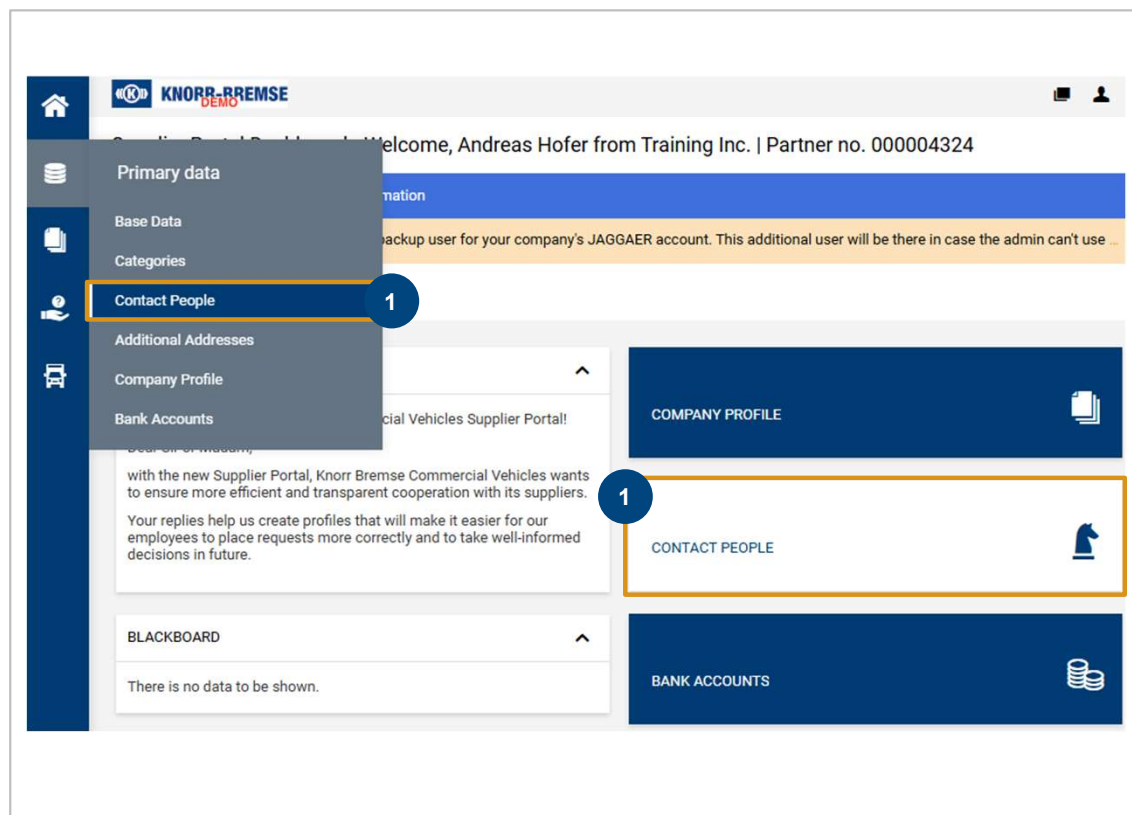 KNORR-BREMSE
DEMO
elcome, Andreas Hofer from Training Inc. | Partner no. 000004324
Primary data
mation
Base Data
ackup user for your company's JAGGAER account. This additional user will be there in case the admin can't use ...
Categories
Contact People
1
Additional Addresses
Company Profile
Bank Accounts
cial Vehicles Supplier Portal!
COMPANY PROFILE
with the new Supplier Portal, Knorr Bremse Commercial Vehicles wants
to ensure more efficient and transparent cooperation with its suppliers.
Your replies help us create profiles that will make it easier for our
employees to place requests more correctly and to take well-informed
decisions in future.
1
CONTACT PEOPLE
BLACKBOARD
There is no data to be shown.
BANK ACCOUNTS